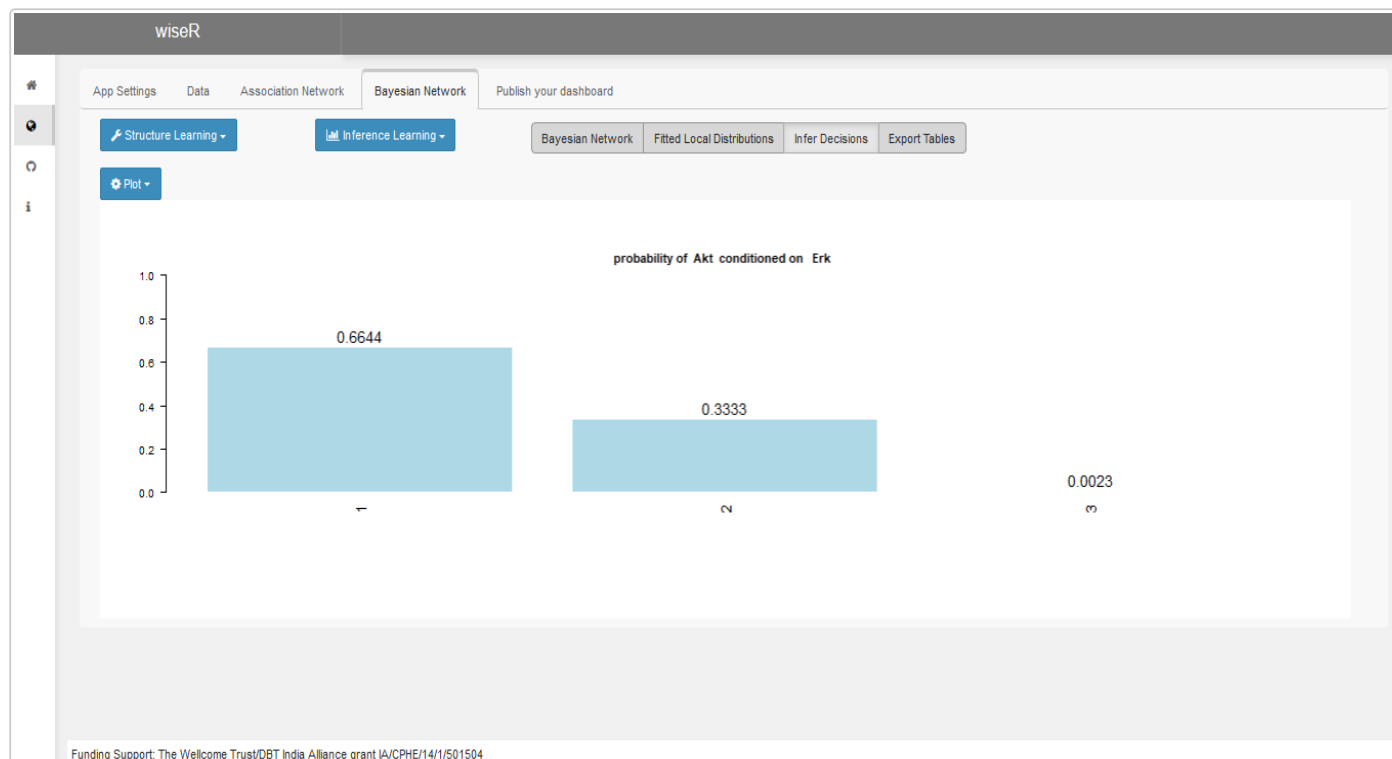 wiseR
App Settings Data Association Network Bayesian Network Publish your dashboard
Structure Learning Inference Learning Bayesian Network Fitted Local Distributions Infer Decisions Export Tables
Plot
probability of Akt conditioned on Erk
1.0
0.8
0.6644
0.6
0.4
0.3333
0.2
0.0023
0.0
1 2 3
Funding Support: The Wellcome Trust/DBT India Alliance grant IA/CPHE/14/1/501504